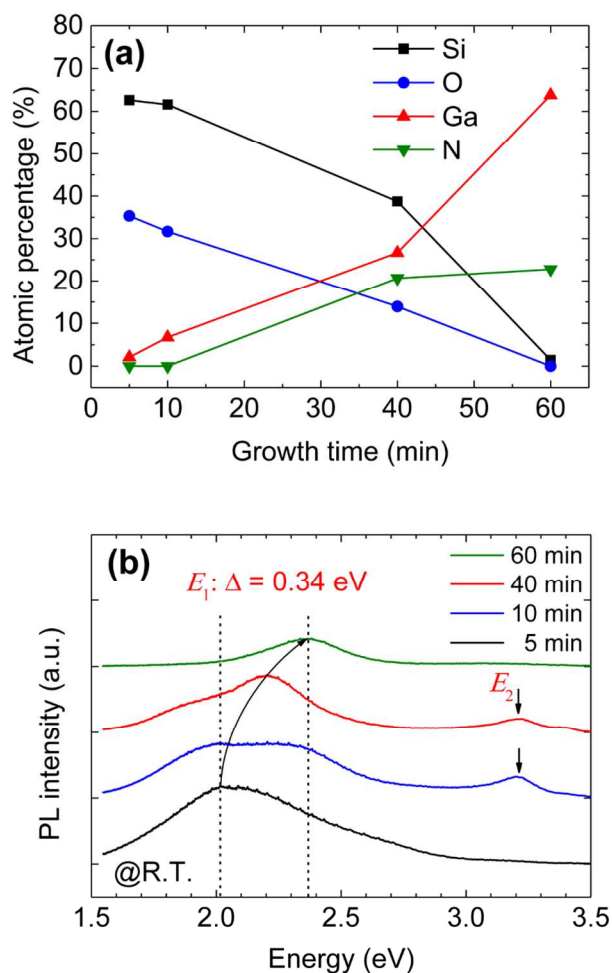 (a)
Si
O
Ga
N
80
70
60
50
40
30
20
10
0
Atomic percentage (%)
0 10 20 30 40 50 60
Growth time (min)
(b)
60 min
40 min
10 min
5 min
E1: Δ = 0.34 eV
E2
PL intensity (a.u.)
@R.T.
1.5 2.0 2.5 3.0 3.5
Energy (eV)